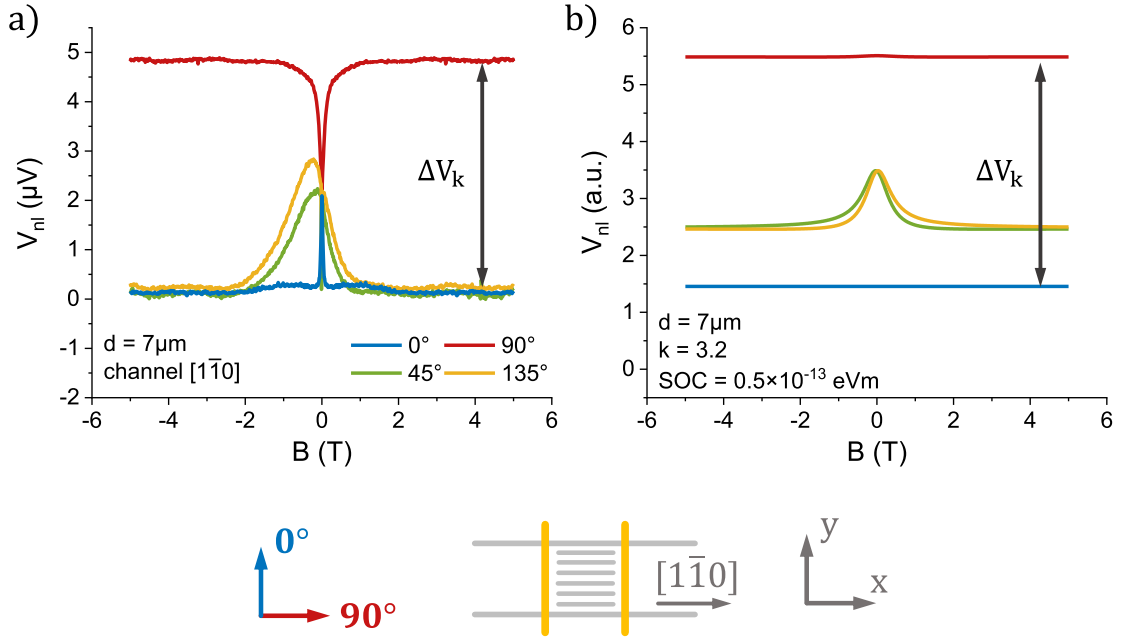 a)
5
4
3
2
1
0
-1
-2
V_nl (μV)
ΔV_k
d = 7μm
channel [11̅0]
0°
90°
45°
135°
-6
-4
-2
0
2
4
6
B (T)
b)
6
5
4
3
2
1
0
V_nl (a.u.)
ΔV_k
d = 7μm
k = 3.2
SOC = 0.5×10⁻¹³ eVm
-6
-4
-2
0
2
4
6
B (T)
0°
90°
[11̅0]
y
x